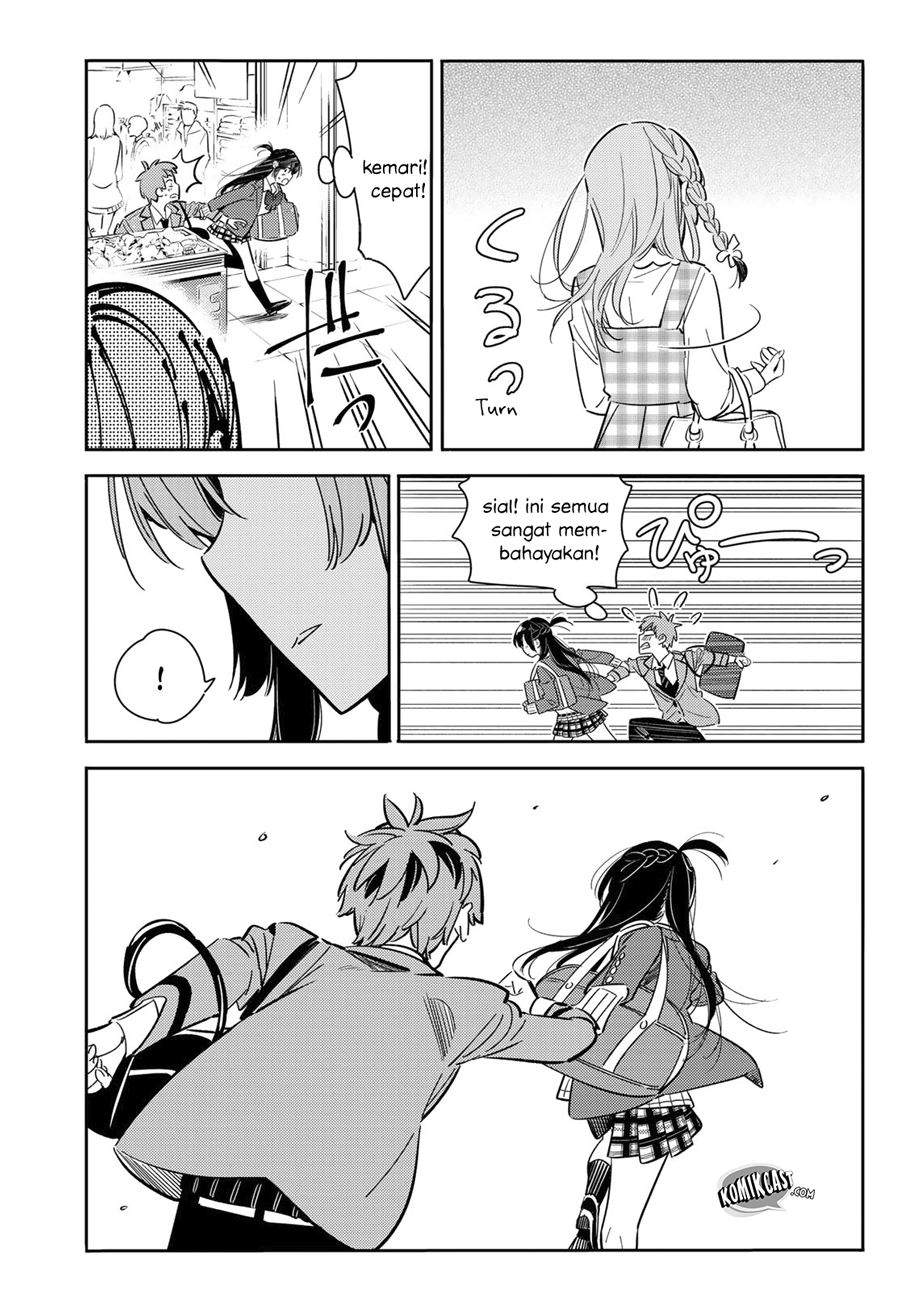 くるっ
Turn
kemari!
cepat!
ガッ
sial! ini semua
sangat mem-
bahayakan!
ぴゅーっ
!
KOMIKCAST
.COM